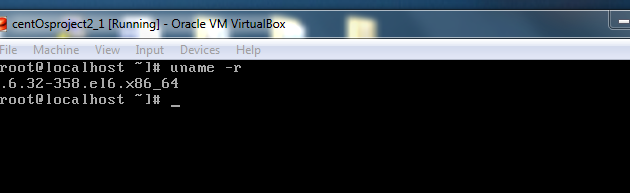 centOsproject2_1 [Running] - Oracle VM VirtualBox
File Machine View Input Devices Help
root@localhost ~]# uname -r
.6.32-358.el6.x86_64
root@localhost ~]# _